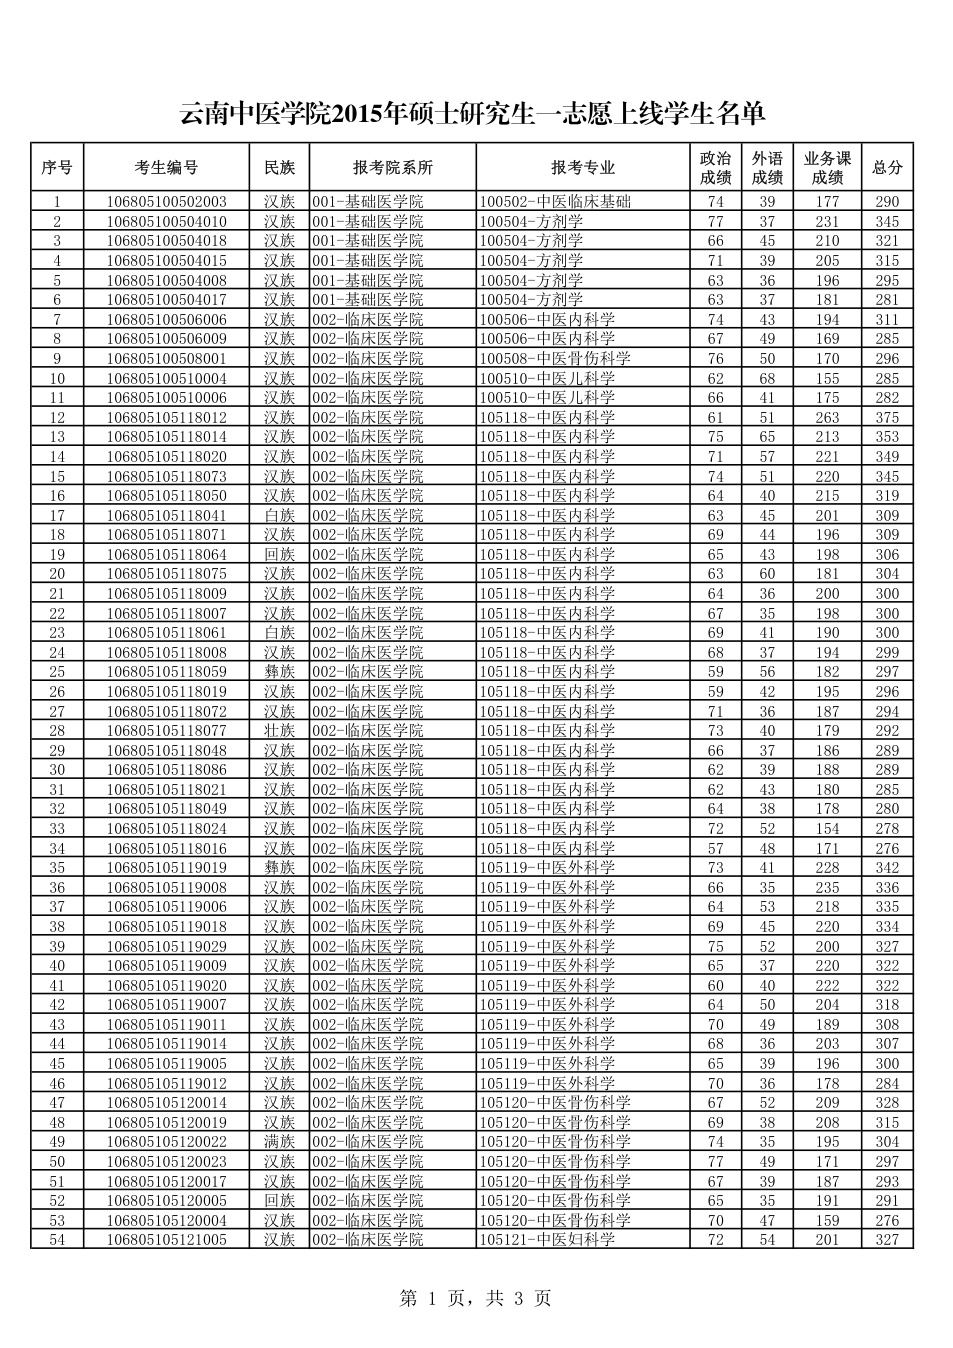 云南中医学院2015年硕士研究生一志愿上线学生名单
序号 考生编号 民族 报考院系所 报考专业 政治成绩 外语成绩 业务课成绩 总分
1 106805100502003 汉族 001-基础医学院 100502-中医临床基础 74 39 177 290
2 106805100504010 汉族 001-基础医学院 100504-方剂学 77 37 231 345
3 106805100504018 汉族 001-基础医学院 100504-方剂学 66 45 210 321
4 106805100504015 汉族 001-基础医学院 100504-方剂学 71 39 205 315
5 106805100504008 汉族 001-基础医学院 100504-方剂学 63 36 196 295
6 106805100504017 汉族 001-基础医学院 100504-方剂学 63 37 181 281
7 106805100506006 汉族 002-临床医学院 100506-中医内科学 74 43 194 311
8 106805100506009 汉族 002-临床医学院 100506-中医内科学 67 49 169 285
9 106805100508001 汉族 002-临床医学院 100508-中医骨伤科学 76 50 170 296
10 106805100510004 汉族 002-临床医学院 100510-中医儿科学 62 68 155 285
11 106805100510006 汉族 002-临床医学院 100510-中医儿科学 66 41 175 282
12 106805105118012 汉族 002-临床医学院 105118-中医内科学 61 51 263 375
13 106805105118014 汉族 002-临床医学院 105118-中医内科学 75 65 213 353
14 106805105118020 汉族 002-临床医学院 105118-中医内科学 71 57 221 349
15 106805105118073 汉族 002-临床医学院 105118-中医内科学 74 51 220 345
16 106805105118050 汉族 002-临床医学院 105118-中医内科学 64 40 215 319
17 106805105118041 白族 002-临床医学院 105118-中医内科学 63 45 201 309
18 106805105118071 汉族 002-临床医学院 105118-中医内科学 69 44 196 309
19 106805105118064 回族 002-临床医学院 105118-中医内科学 65 43 198 306
20 106805105118075 汉族 002-临床医学院 105118-中医内科学 63 60 181 304
21 106805105118009 汉族 002-临床医学院 105118-中医内科学 64 36 200 300
22 106805105118007 汉族 002-临床医学院 105118-中医内科学 67 35 198 300
23 106805105118061 白族 002-临床医学院 105118-中医内科学 69 41 190 300
24 106805105118008 汉族 002-临床医学院 105118-中医内科学 68 37 194 299
25 106805105118059 彝族 002-临床医学院 105118-中医内科学 59 56 182 297
26 106805105118019 汉族 002-临床医学院 105118-中医内科学 59 42 195 296
27 106805105118072 汉族 002-临床医学院 105118-中医内科学 71 36 187 294
28 106805105118077 壮族 002-临床医学院 105118-中医内科学 73 40 179 292
29 106805105118048 汉族 002-临床医学院 105118-中医内科学 66 37 186 289
30 106805105118086 汉族 002-临床医学院 105118-中医内科学 62 39 188 289
31 106805105118021 汉族 002-临床医学院 105118-中医内科学 62 43 180 285
32 106805105118049 汉族 002-临床医学院 105118-中医内科学 64 38 178 280
33 106805105118024 汉族 002-临床医学院 105118-中医内科学 72 52 154 278
34 106805105118016 汉族 002-临床医学院 105118-中医内科学 57 48 171 276
35 106805105119019 彝族 002-临床医学院 105119-中医外科学 73 41 228 342
36 106805105119008 汉族 002-临床医学院 105119-中医外科学 66 35 235 336
37 106805105119006 汉族 002-临床医学院 105119-中医外科学 64 53 218 335
38 106805105119018 汉族 002-临床医学院 105119-中医外科学 69 45 220 334
39 106805105119029 汉族 002-临床医学院 105119-中医外科学 75 52 200 327
40 106805105119009 汉族 002-临床医学院 105119-中医外科学 65 37 220 322
41 106805105119020 汉族 002-临床医学院 105119-中医外科学 60 40 222 322
42 106805105119007 汉族 002-临床医学院 105119-中医外科学 64 50 204 318
43 106805105119011 汉族 002-临床医学院 105119-中医外科学 70 49 189 308
44 106805105119014 汉族 002-临床医学院 105119-中医外科学 68 36 203 307
45 106805105119005 汉族 002-临床医学院 105119-中医外科学 65 39 196 300
46 106805105119012 汉族 002-临床医学院 105119-中医外科学 70 36 178 284
47 106805105120014 汉族 002-临床医学院 105120-中医骨伤科学 67 52 209 328
48 106805105120019 汉族 002-临床医学院 105120-中医骨伤科学 69 38 208 315
49 106805105120022 满族 002-临床医学院 105120-中医骨伤科学 74 35 195 304
50 106805105120023 汉族 002-临床医学院 105120-中医骨伤科学 77 49 171 297
51 106805105120017 汉族 002-临床医学院 105120-中医骨伤科学 67 39 187 293
52 106805105120005 回族 002-临床医学院 105120-中医骨伤科学 65 35 191 291
53 106805105120004 汉族 002-临床医学院 105120-中医骨伤科学 70 47 159 276
54 106805105121005 汉族 002-临床医学院 105121-中医妇科学 72 54 201 327
第 1 页，共 3 页